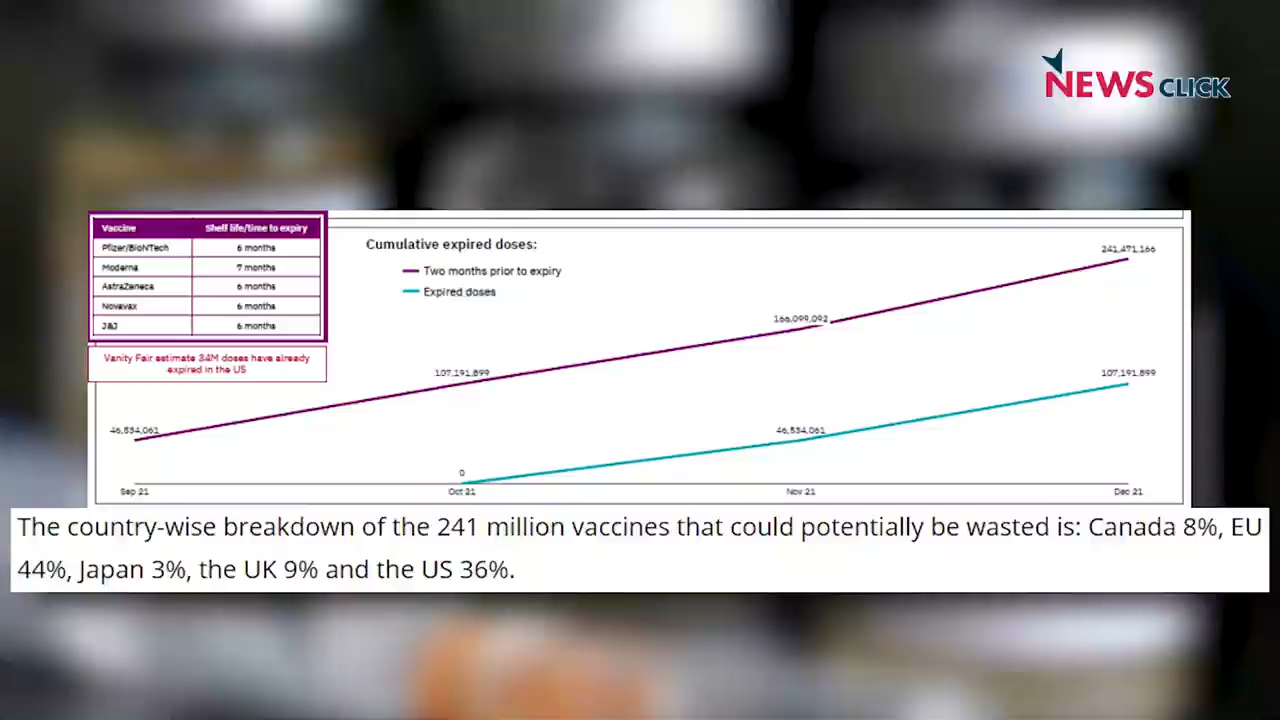 NEWS CLICK
Vaccine Shelf life/time to expiry
Pfizer/BioNTech 6 months
Moderna 7 months
AstraZeneca 6 months
Novavax 6 months
J&J 6 months
Vanity Fair estimate 34M doses have already
expired in the US
Cumulative expired doses:
Two months prior to expiry
Expired doses
241,471,166
166,099,092
107,191,899
107,191,899
46,534,061
46,534,061
0
Sep 21 Oct 21 Nov 21 Dec 21
The country-wise breakdown of the 241 million vaccines that could potentially be wasted is: Canada 8%, EU
44%, Japan 3%, the UK 9% and the US 36%.